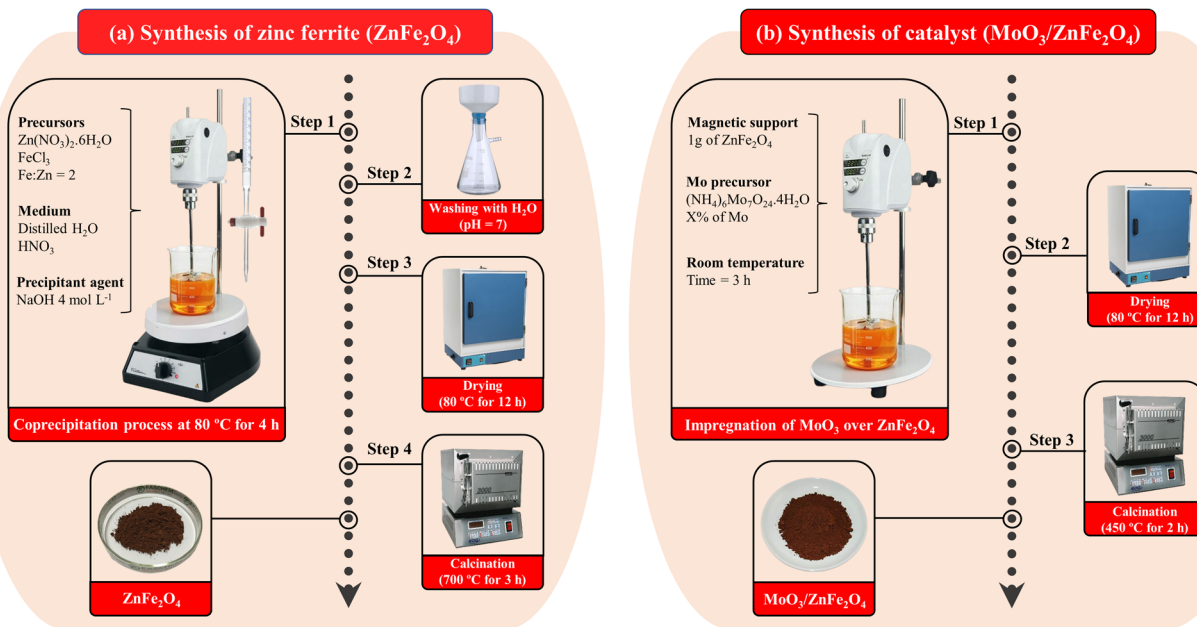 (a) Synthesis of zinc ferrite (ZnFe₂O₄)
Precursors
Zn(NO₃)₂.6H₂O
FeCl₃
Fe:Zn = 2
Medium
Distilled H₂O
HNO₃
Precipitant agent
NaOH 4 mol L⁻¹
Coprecipitation process at 80 ºC for 4 h
Step 1
Step 2
Washing with H₂O
(pH = 7)
Step 3
Drying
(80 ºC for 12 h)
Step 4
Calcination
(700 ºC for 3 h)
ZnFe₂O₄
(b) Synthesis of catalyst (MoO₃/ZnFe₂O₄)
Magnetic support
1g of ZnFe₂O₄
Mo precursor
(NH₄)₆Mo₇O₂₄.4H₂O
X% of Mo
Room temperature
Time = 3 h
Impregnation of MoO₃ over ZnFe₂O₄
Step 1
Step 2
Drying
(80 ºC for 12 h)
Step 3
Calcination
(450 ºC for 2 h)
MoO₃/ZnFe₂O₄